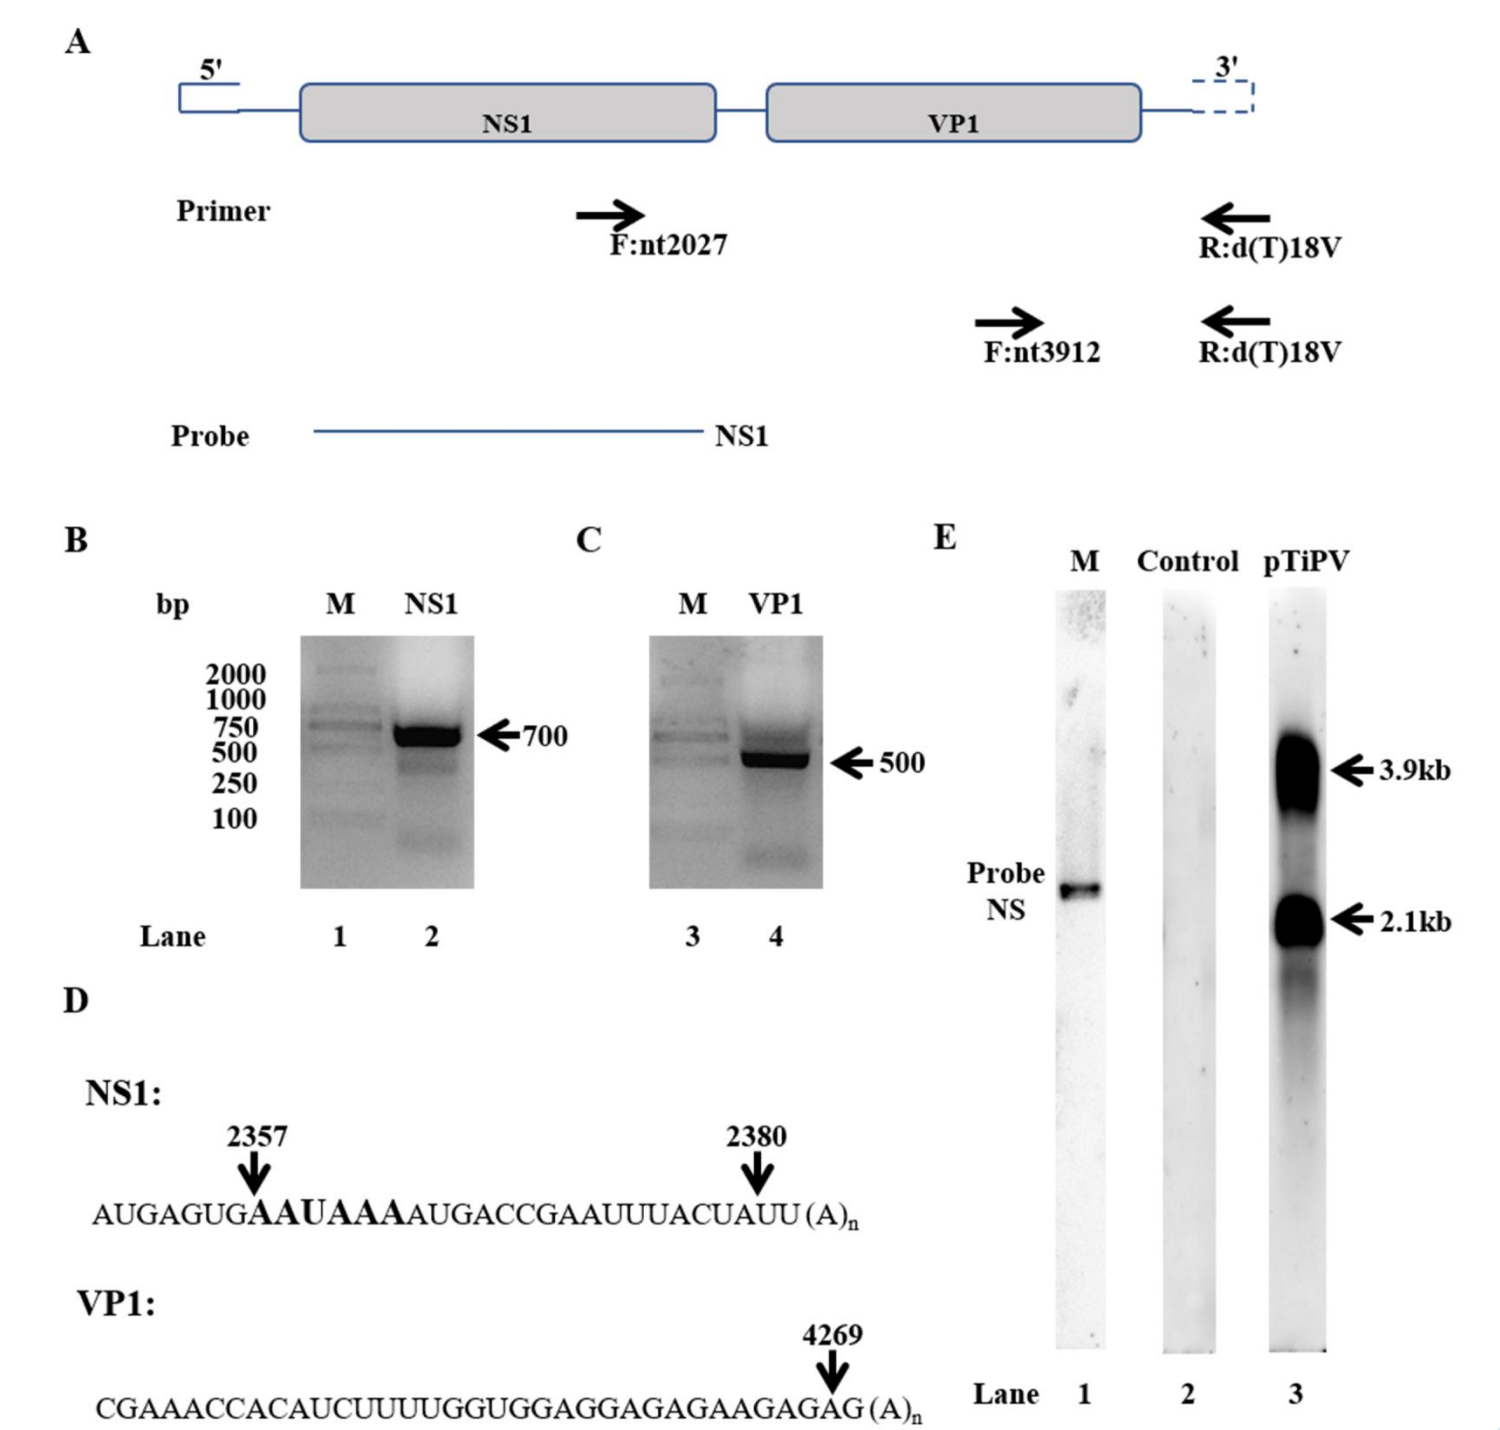 A
5'
3'
NS1
VP1
Primer
F:nt2027
R:d(T)18V
F:nt3912
R:d(T)18V
Probe
NS1
B
C
E
M
Control
pTiPV
bp
M
NS1
M
VP1
2000
1000
750
500
250
100
700
500
3.9kb
Probe
NS
2.1kb
Lane
1
2
3
4
D
NS1:
2357
2380
AUGAGUGAAUAAAAUGACCGAAUUUACUAUU (A)n
VP1:
4269
CGAAACCACAUCUUUUGGUGGAGGAGAGAAGAGAG (A)n
Lane
1
2
3